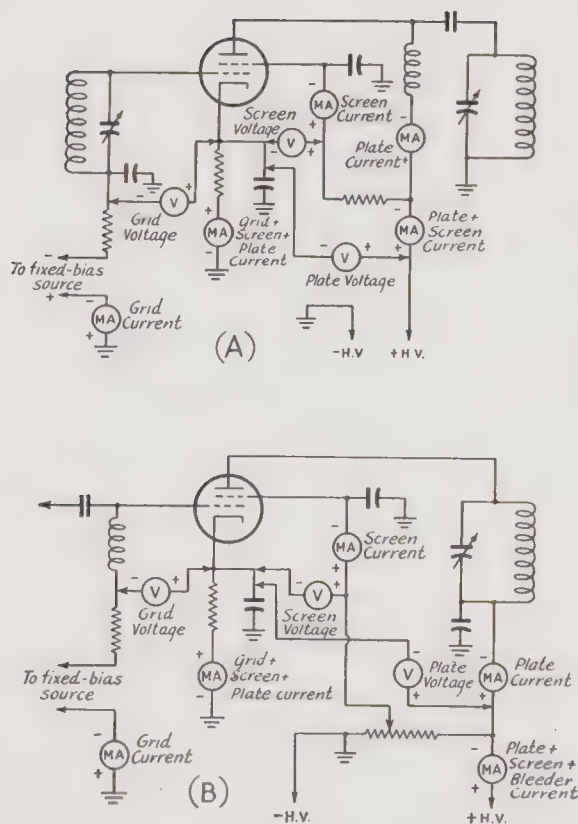 Screen
Voltage
V
MA
Screen
Current
MA
Plate
Current
V
Grid
Voltage
MA
Grid +
Screen +
Plate
Current
MA
Plate +
Screen
Current
V
Plate Voltage
To fixed-bias
source
MA
Grid
Current
(A)
-H.V
+H.V.
MA
Screen
Current
V
Grid
Voltage
V
Screen
Voltage
To fixed-bias
source
MA
Grid +
Screen +
Plate current
V
Plate
Voltage
MA
Plate
Current
MA
Grid
Current
MA
Plate +
Screen +
Bleeder
Current
(B)
-H.V.
+H.V.